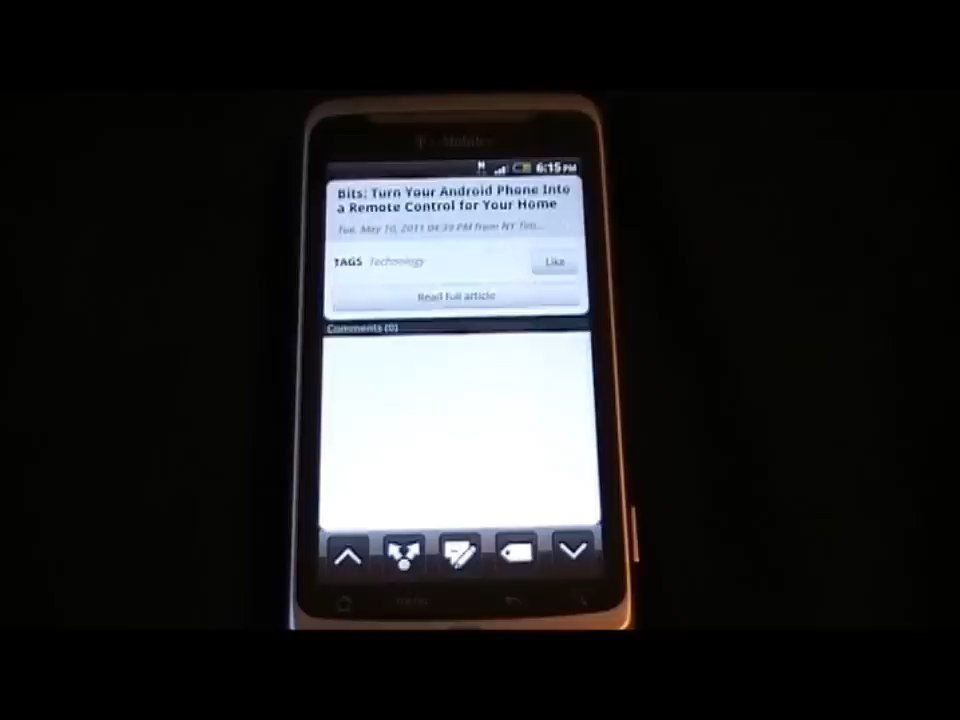 T··Mobile
H
6:15 PM
Bits: Turn Your Android Phone Into
a Remote Control for Your Home
Tue, May 10, 2011 04:39 PM from NY Tim...
TAGS Technology
Like
Read full article
Comments (0)
MENU